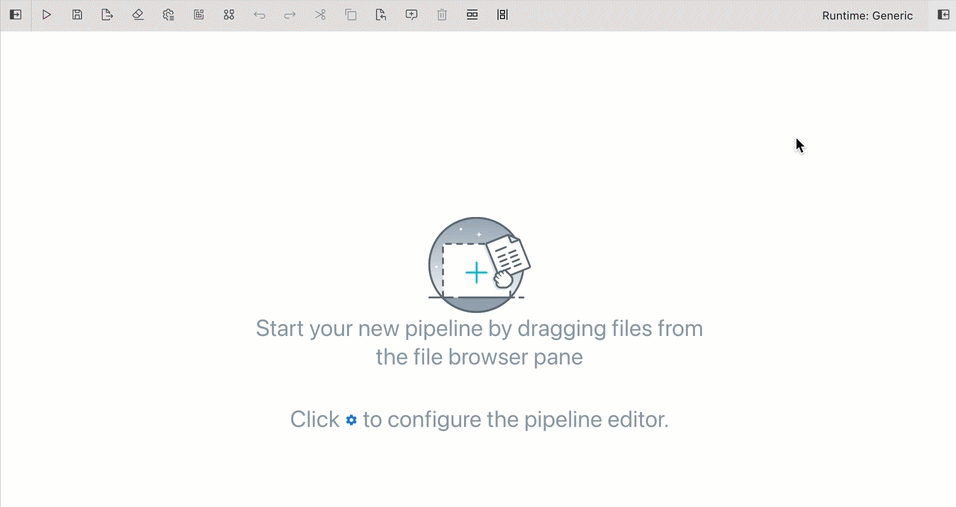 Runtime: Generic
Start your new pipeline by dragging files from
the file browser pane
Click to configure the pipeline editor.